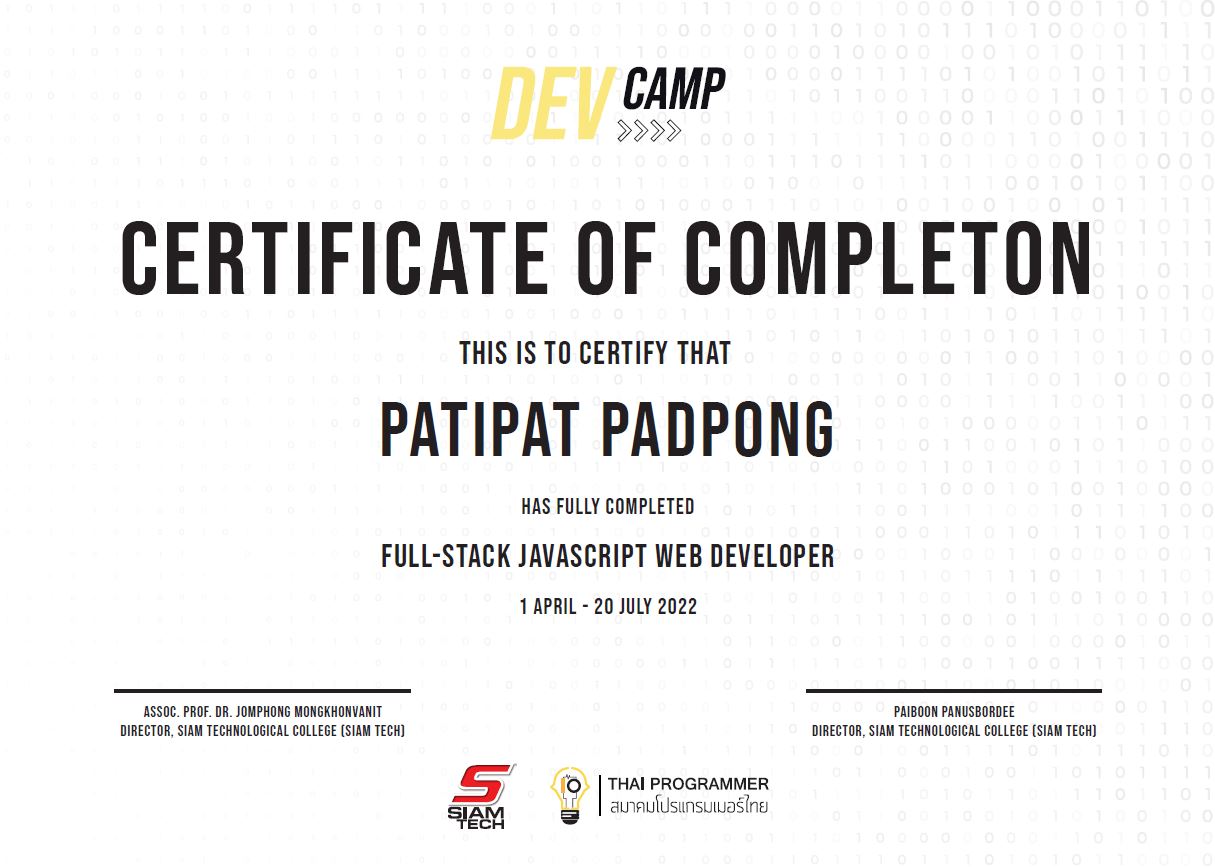 DEV CAMP
CERTIFICATE OF COMPLETON
THIS IS TO CERTIFY THAT
PATIPAT PADPONG
HAS FULLY COMPLETED
FULL-STACK JAVASCRIPT WEB DEVELOPER
1 APRIL - 20 JULY 2022
ASSOC. PROF. DR. JOMPHONG MONGKHONVANIT
DIRECTOR, SIAM TECHNOLOGICAL COLLEGE (SIAM TECH)
PAIBOON PANUSBORDEE
DIRECTOR, SIAM TECHNOLOGICAL COLLEGE (SIAM TECH)
SIAM
TECH
THAI PROGRAMMER
สมาคมโปรแกรมเมอร์ไทย